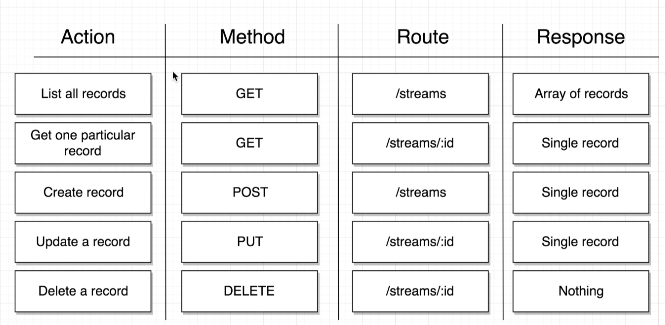 Action Method Route Response
List all records GET /streams Array of records
Get one particular
record GET /streams/:id Single record
Create record POST /streams Single record
Update a record PUT /streams/:id Single record
Delete a record DELETE /streams/:id Nothing